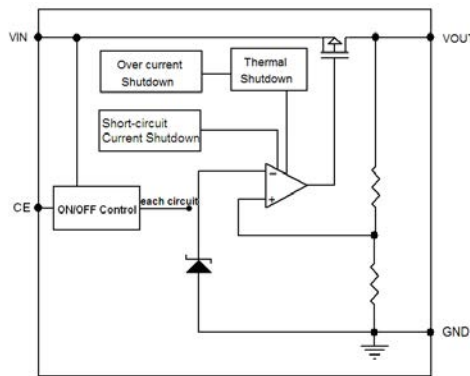 VIN
VOUT
Over current
Shutdown
Thermal
Shutdown
Short-circuit
Current Shutdown
−
+
CE
ON/OFF Control
each circuit
GND